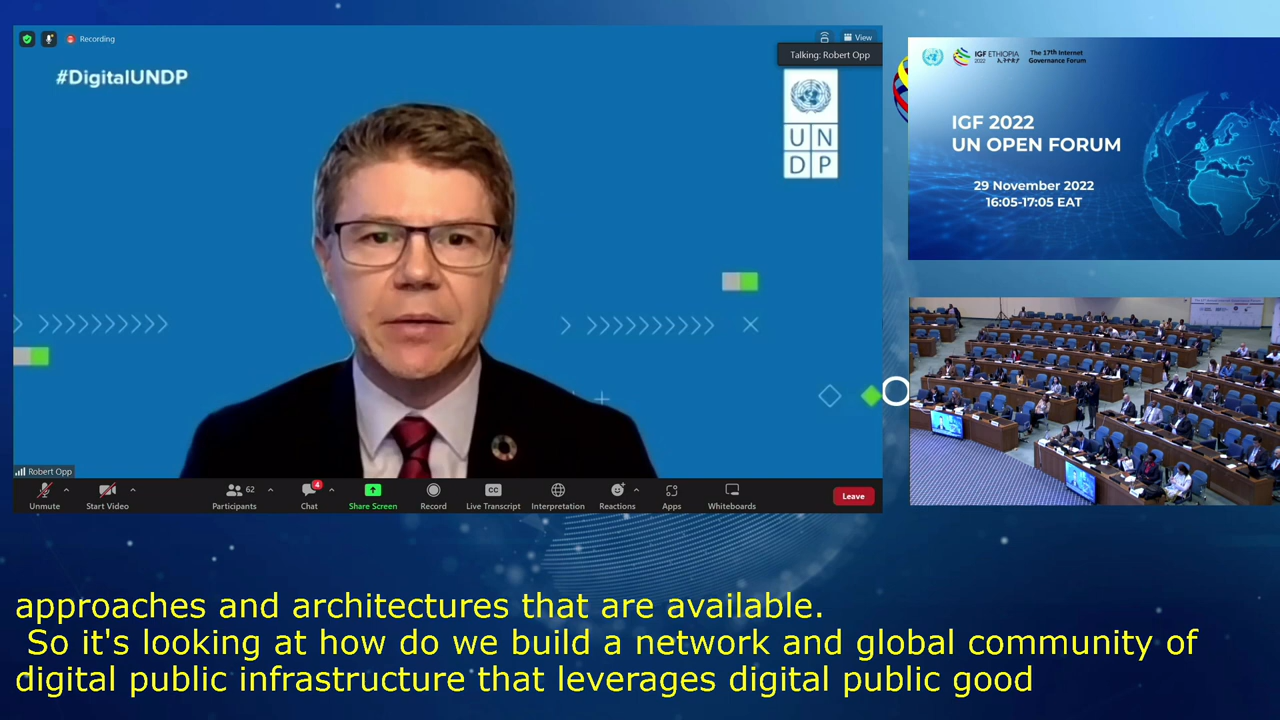 Recording
View
Talking: Robert Opp
#DigitalUNDP
U N
D P
Robert Opp
Unmute
Start Video
62
Participants
4
Chat
Share Screen
Record
CC
Live Transcript
Interpretation
Reactions
Apps
Whiteboards
Leave
IGF ETHIOPIA
2022 ኢትዮጵያ
The 17th Internet
Governance Forum
IGF 2022
UN OPEN FORUM
29 November 2022
16:05-17:05 EAT
approaches and architectures that are available.
So it's looking at how do we build a network and global community of
digital public infrastructure that leverages digital public good